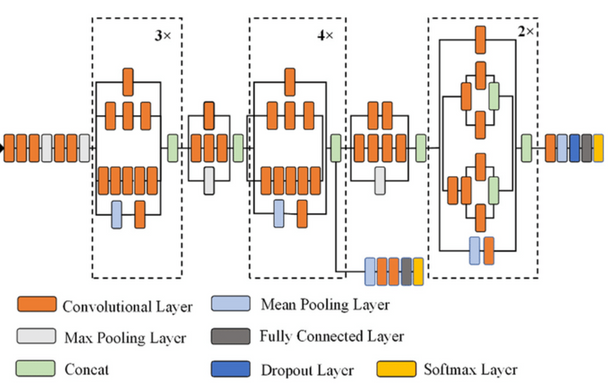 3×
4×
2×
Convolutional Layer
Mean Pooling Layer
Max Pooling Layer
Fully Connected Layer
Concat
Dropout Layer
Softmax Layer